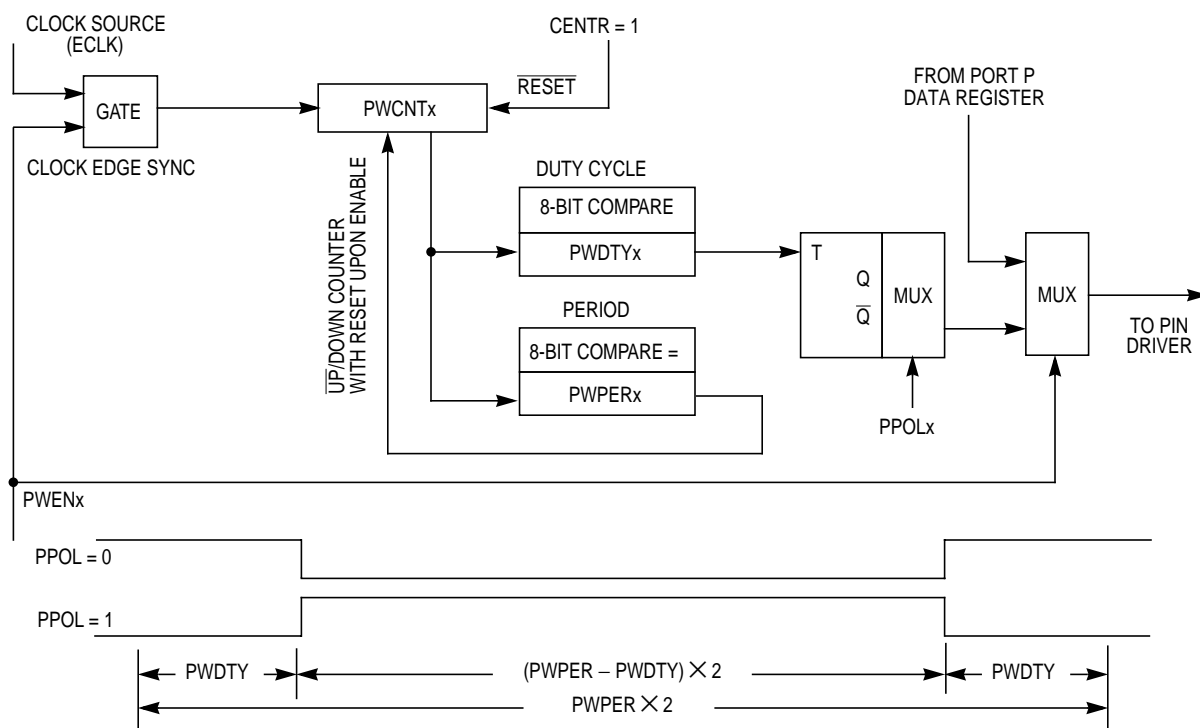 CLOCK SOURCE
(ECLK)
CENTR = 1
RESET
FROM PORT P
DATA REGISTER
GATE
PWCNTx
CLOCK EDGE SYNC
UP/DOWN COUNTER
WITH RESET UPON ENABLE
DUTY CYCLE
8-BIT COMPARE
PWDTYx
T
Q
Q
MUX
MUX
PERIOD
8-BIT COMPARE =
PWPERx
TO PIN
DRIVER
PPOLx
PWENx
PPOL = 0
PPOL = 1
PWDTY
(PWPER – PWDTY) × 2
PWDTY
PWPER × 2